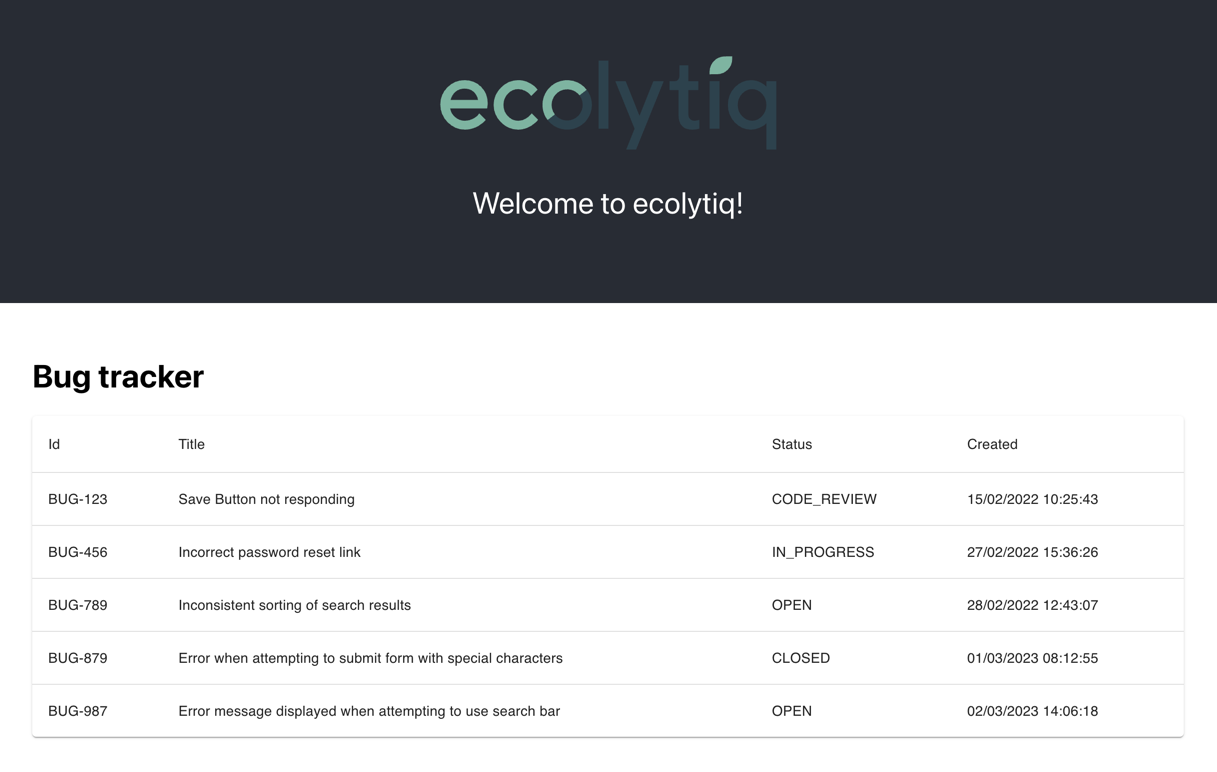 ecolytiq
Welcome to ecolytiq!
Bug tracker
Id Title Status Created
BUG-123 Save Button not responding CODE_REVIEW 15/02/2022 10:25:43
BUG-456 Incorrect password reset link IN_PROGRESS 27/02/2022 15:36:26
BUG-789 Inconsistent sorting of search results OPEN 28/02/2022 12:43:07
BUG-879 Error when attempting to submit form with special characters CLOSED 01/03/2023 08:12:55
BUG-987 Error message displayed when attempting to use search bar OPEN 02/03/2023 14:06:18